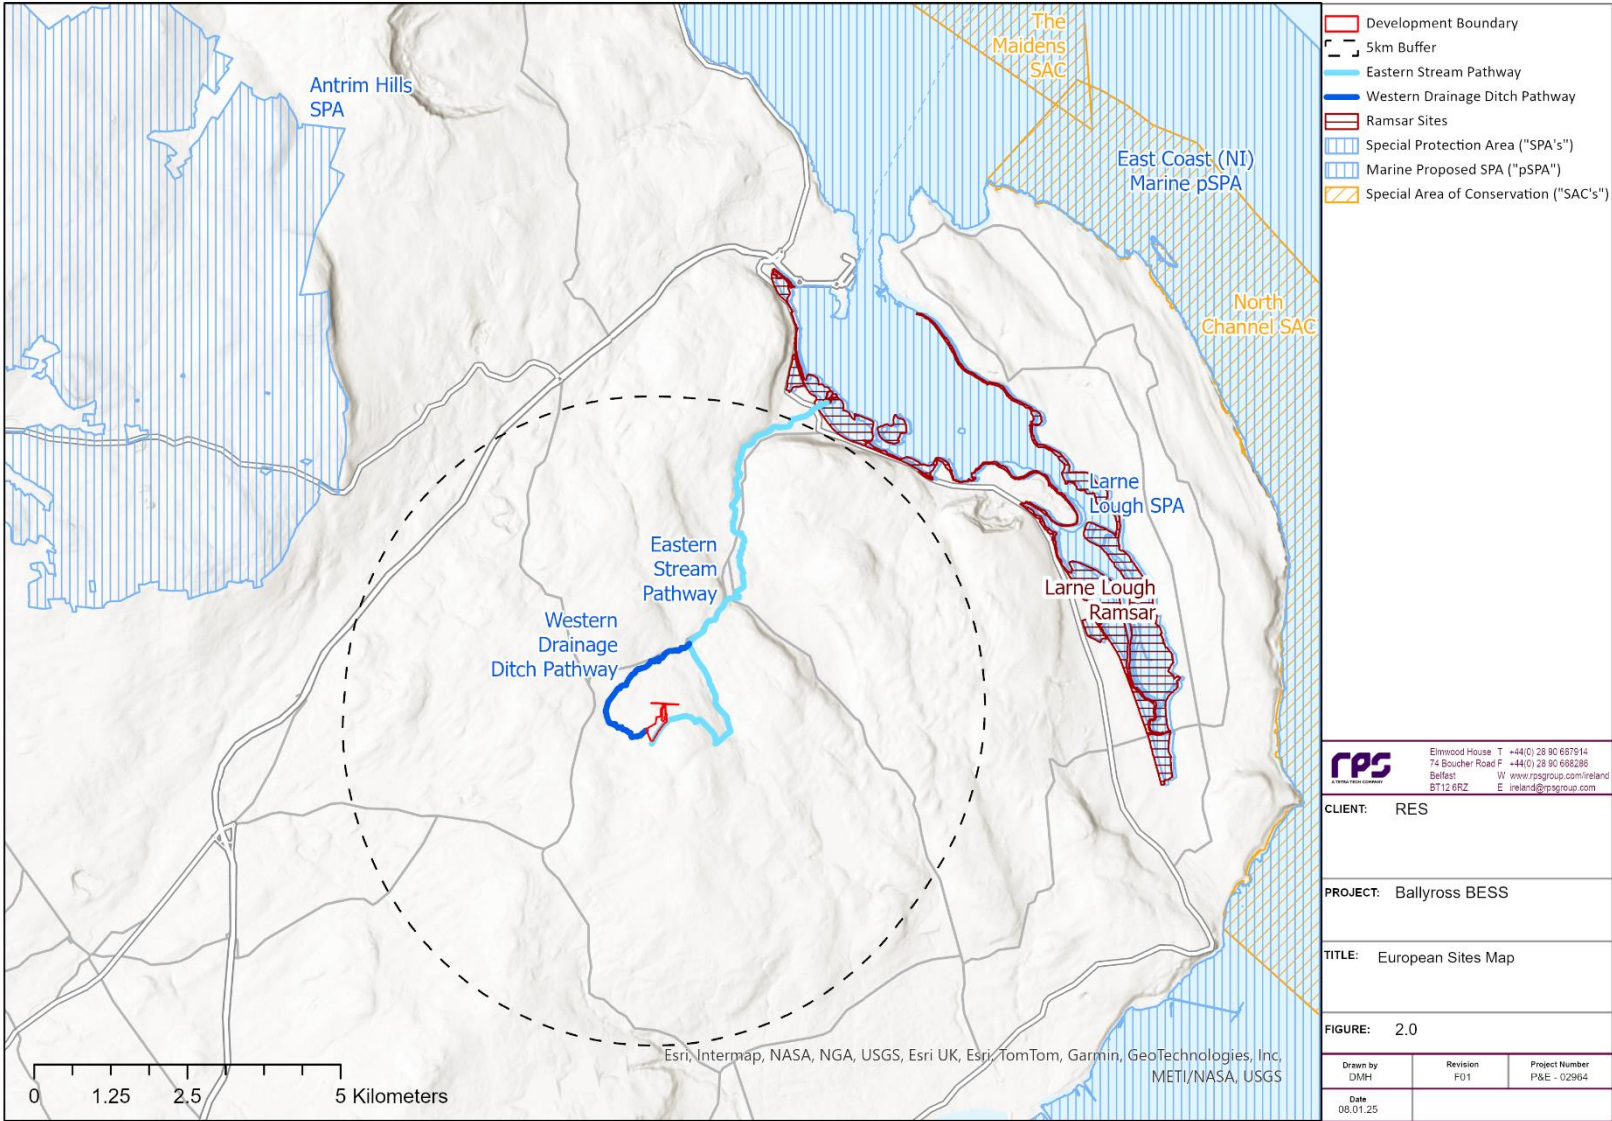 Antrim Hills
SPA
The
Maidens
SAC
East Coast (NI)
Marine pSPA
North
Channel SAC
Larne
Lough SPA
Larne Lough
Ramsar
Eastern
Stream
Pathway
Western
Drainage
Ditch Pathway
Esri, Intermap, NASA, NGA, USGS, Esri UK, Esri, TomTom, Garmin, GeoTechnologies, Inc,
METI/NASA, USGS
0 1.25 2.5 5 Kilometers
Development Boundary
5km Buffer
Eastern Stream Pathway
Western Drainage Ditch Pathway
Ramsar Sites
Special Protection Area ("SPA's")
Marine Proposed SPA ("pSPA")
Special Area of Conservation ("SAC's")
rps
A TETRA TECH COMPANY
Elmwood House T +44(0) 28 90 667914
74 Boucher Road F +44(0) 28 90 668286
Belfast W www.rpsgroup.com/ireland
BT12 6RZ E ireland@rpsgroup.com
CLIENT: RES
PROJECT: Ballyross BESS
TITLE: European Sites Map
FIGURE: 2.0
Drawn by Revision Project Number
DMH F01 P&E - 02964
Date
08.01.25